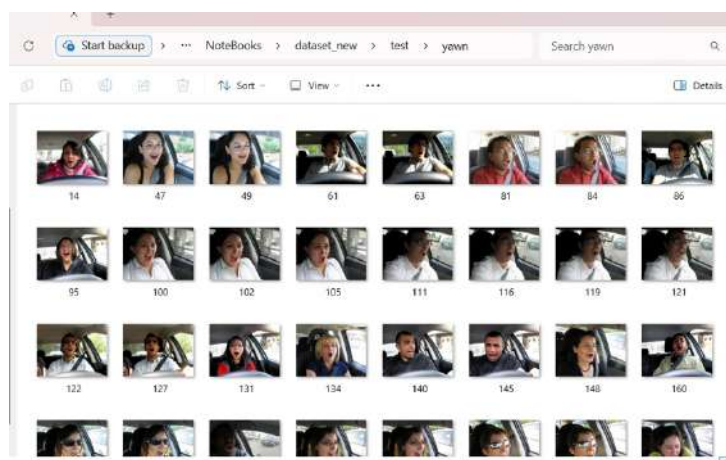 Start backup > ··· NoteBooks > dataset_new > test > yawn Search yawn
Sort View ··· Details
14 47 49 61 63 81 84 86
95 100 102 105 111 116 119 121
122 127 131 134 140 145 148 160